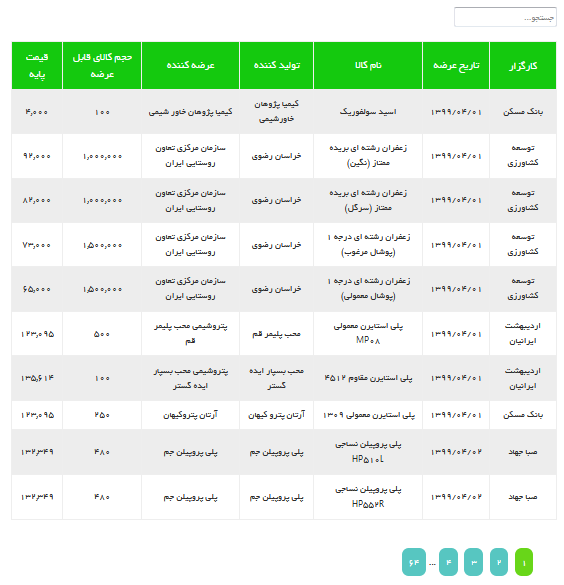 جستجو...
کارگزار تاریخ عرضه نام کالا تولید کننده عرضه کننده حجم کالای قابل عرضه قیمت پایه
بانک مسکن ۱۳۹۹/۰۴/۰۱ اسید سولفوریک کیمیا پژوهان خاورشیمی کیمیا پژوهان خاور شیمی ۱۰۰ ۴,۰۰۰
توسعه کشاورزی ۱۳۹۹/۰۴/۰۱ زعفران رشته ای بریده ممتاز (نگین) خراسان رضوی سازمان مرکزی تعاون روستایی ایران ۱,۰۰۰,۰۰۰ ۹۲,۰۰۰
توسعه کشاورزی ۱۳۹۹/۰۴/۰۱ زعفران رشته ای بریده ممتاز (سرگل) خراسان رضوی سازمان مرکزی تعاون روستایی ایران ۱,۰۰۰,۰۰۰ ۸۲,۰۰۰
توسعه کشاورزی ۱۳۹۹/۰۴/۰۱ زعفران رشته ای درجه ۱ (پوشال مرغوب) خراسان رضوی سازمان مرکزی تعاون روستایی ایران ۱,۵۰۰,۰۰۰ ۷۳,۰۰۰
توسعه کشاورزی ۱۳۹۹/۰۴/۰۱ زعفران رشته ای درجه ۱ (پوشال معمولی) خراسان رضوی سازمان مرکزی تعاون روستایی ایران ۱,۵۰۰,۰۰۰ ۶۵,۰۰۰
اردیبهشت ایرانیان ۱۳۹۹/۰۴/۰۱ پلی استایرن معمولی MP۰۸ محب پلیمر قم پتروشیمی محب پلیمر قم ۵۰۰ ۱۲۳,۰۹۵
اردیبهشت ایرانیان ۱۳۹۹/۰۴/۰۱ پلی استایرن مقاوم ۴۵۱۲ محب بسپار ایده گستر پتروشیمی محب بسپار ایده گستر ۱۰۰ ۱۳۵,۶۱۴
بانک مسکن ۱۳۹۹/۰۴/۰۱ پلی استایرن معمولی ۱۳۰۹ آرتان پترو کیهان آرتان پتروکیهان ۲۵۰ ۱۲۳,۰۹۵
صبا جهاد ۱۳۹۹/۰۴/۰۲ پلی پروپیلن نساجی HP۵۱۰L پلی پروپیلن جم پلی پروپیلن جم ۴۸۰ ۱۳۲,۳۴۹
صبا جهاد ۱۳۹۹/۰۴/۰۲ پلی پروپیلن نساجی HP۵۵۲R پلی پروپیلن جم پلی پروپیلن جم ۴۸۰ ۱۳۲,۳۴۹
۱ ۲ ۳ ۴ ... ۶۴